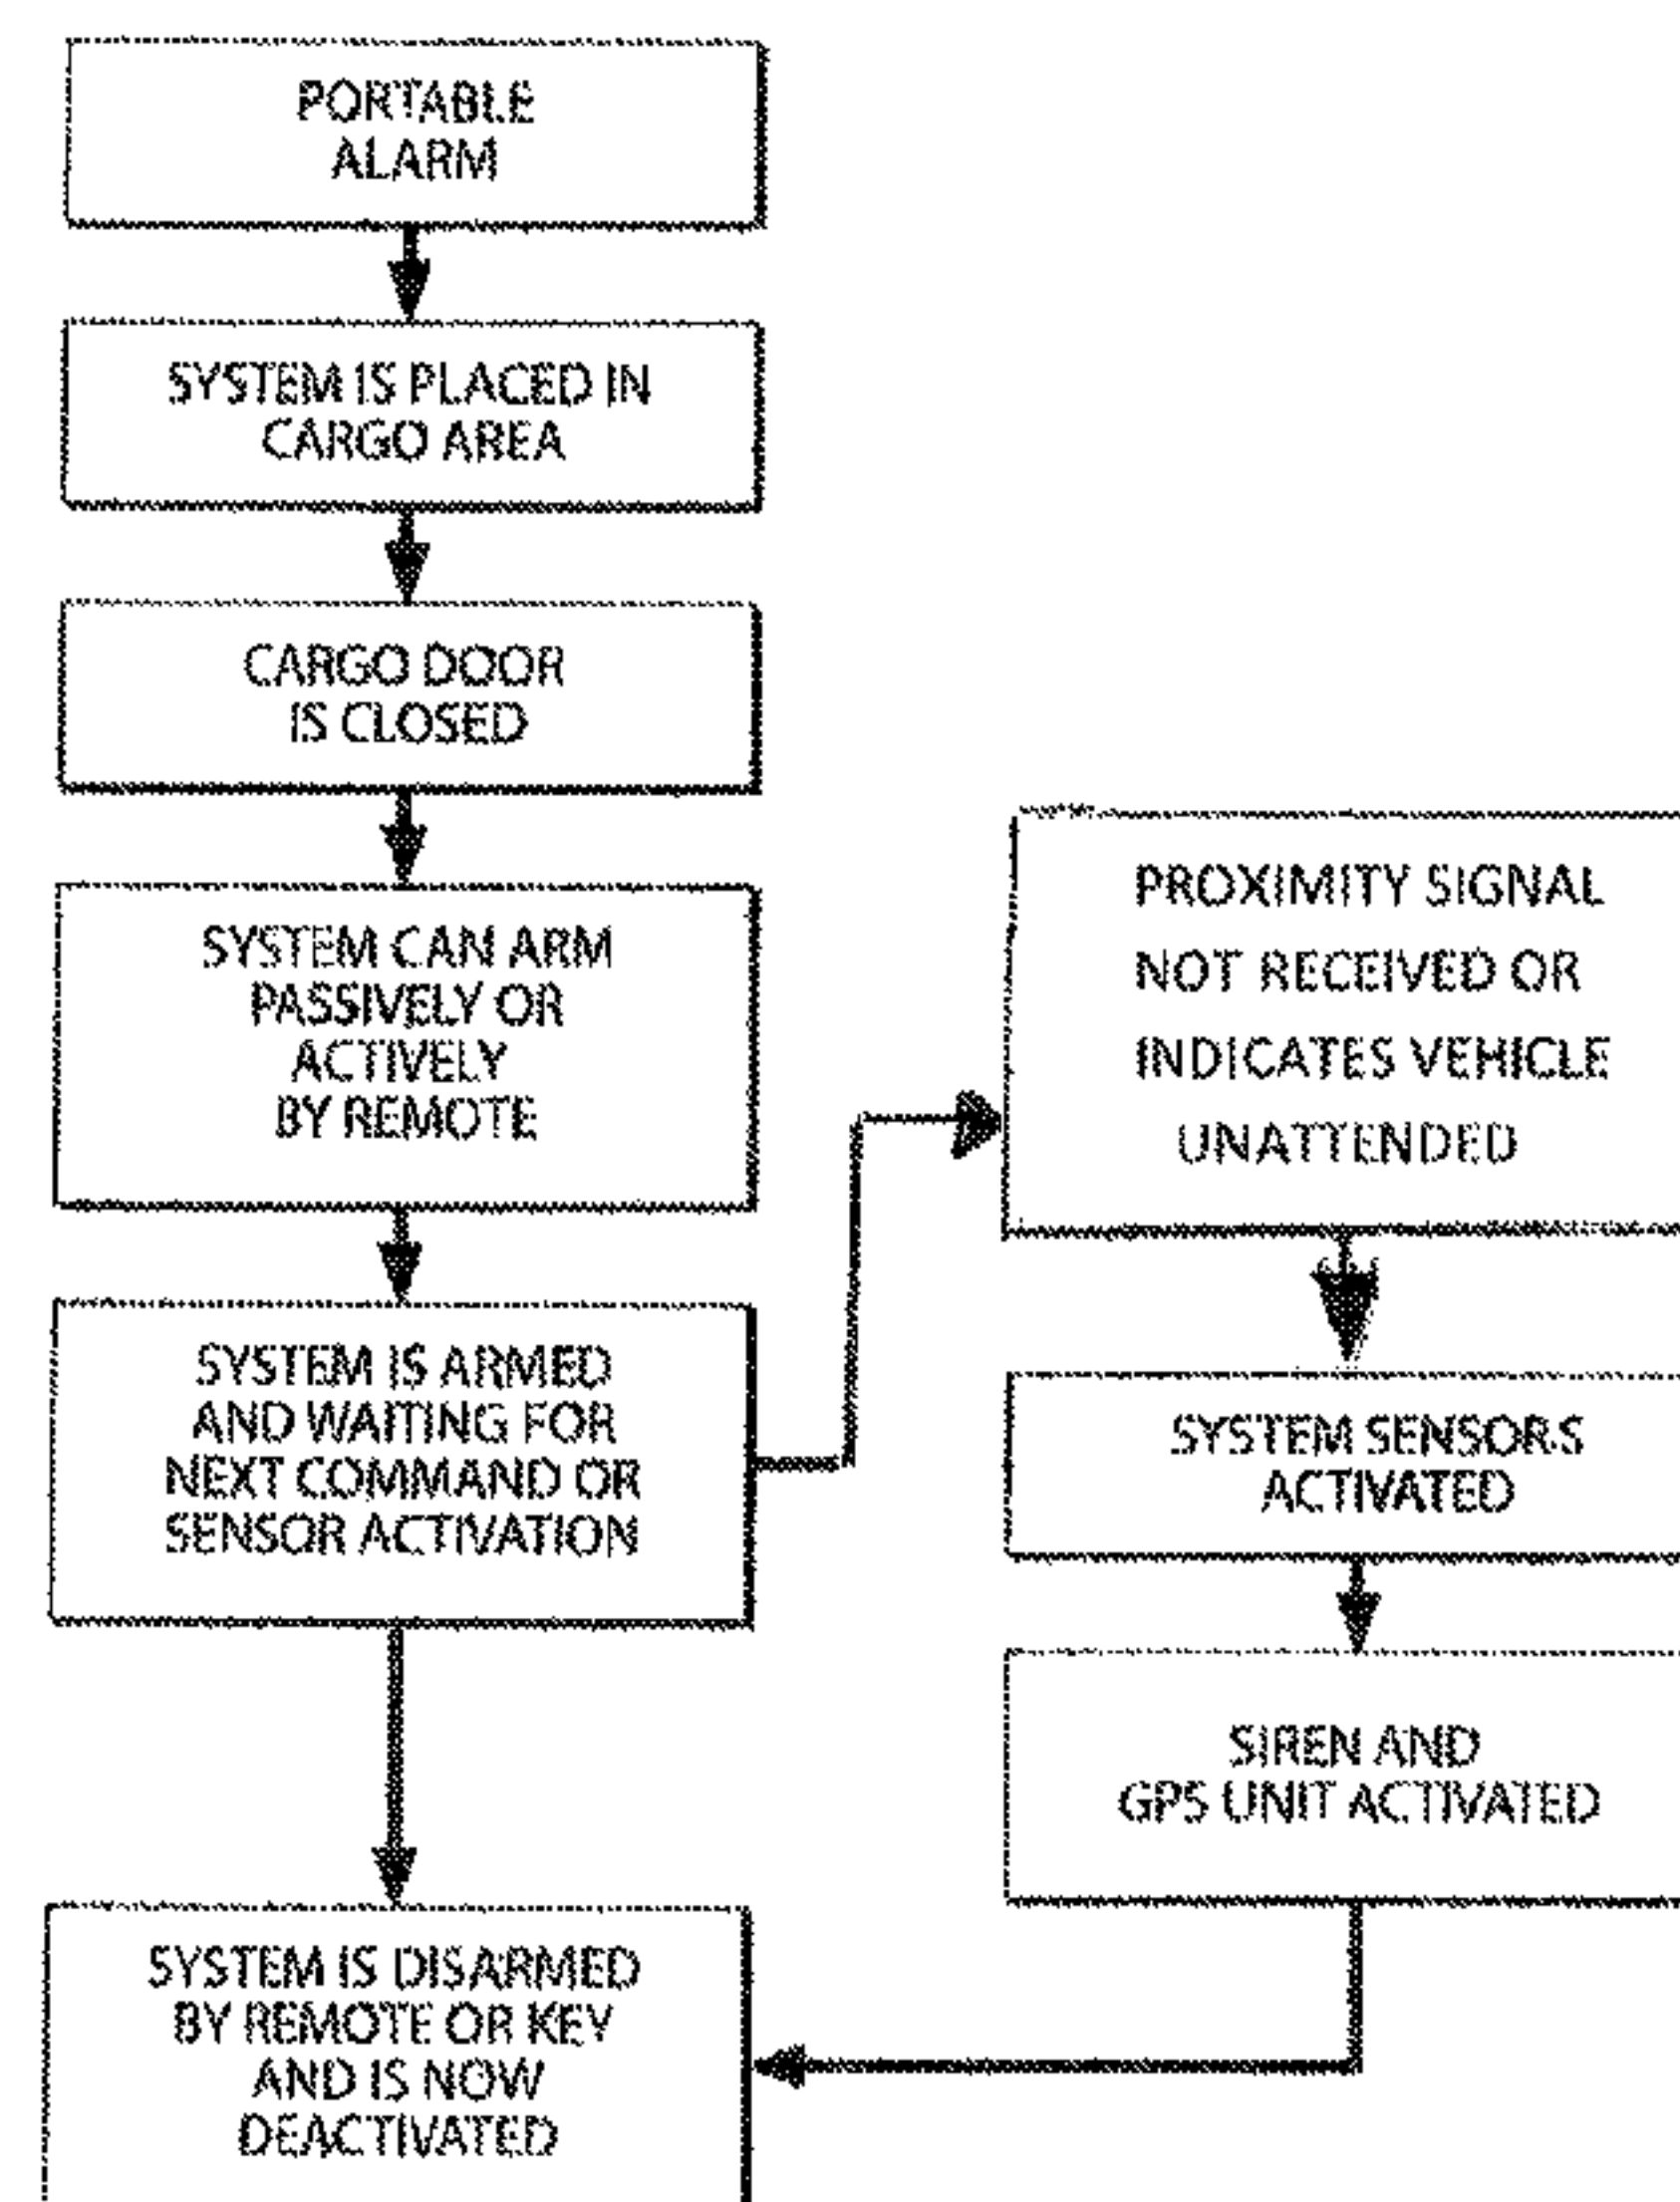 PORTABLE
ALARM
SYSTEM IS PLACED IN
CARGO AREA
CARGO DOOR
IS CLOSED
SYSTEM CAN ARM
PASSIVELY OR
ACTIVELY
BY REMOTE
SYSTEM IS ARMED
AND WAITING FOR
NEXT COMMAND OR
SENSOR ACTIVATION
PROXIMITY SIGNAL
NOT RECEIVED OR
INDICATES VEHICLE
UNATTENDED
SYSTEM SENSORS
ACTIVATED
SIREN AND
GPS UNIT ACTIVATED
SYSTEM IS DISARMED
BY REMOTE OR KEY
AND IS NOW
DEACTIVATED